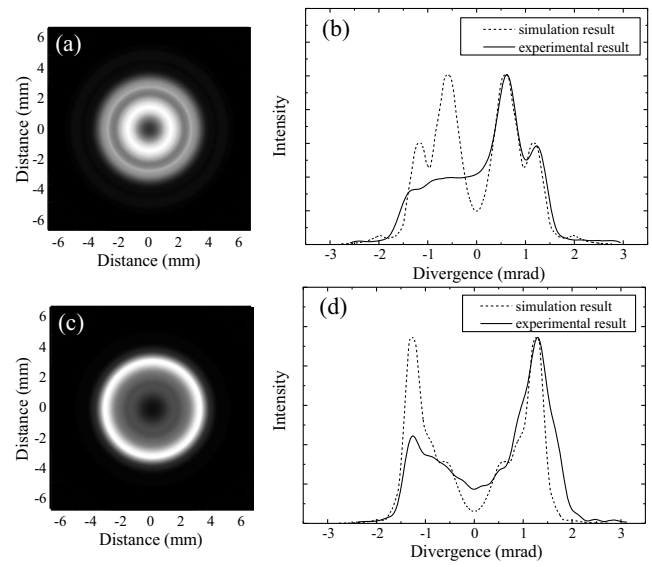 (a)
6
4
2
0
-2
-4
-6
Distance (mm)
-6 -4 -2 0 2 4 6
Distance (mm)
(b)
simulation result
experimental result
Intensity
-3 -2 -1 0 1 2 3
Divergence (mrad)
(c)
6
4
2
0
-2
-4
-6
Distance (mm)
-6 -4 -2 0 2 4 6
Distance (mm)
(d)
simulation result
experimental result
Intensity
-3 -2 -1 0 1 2 3
Divergence (mrad)